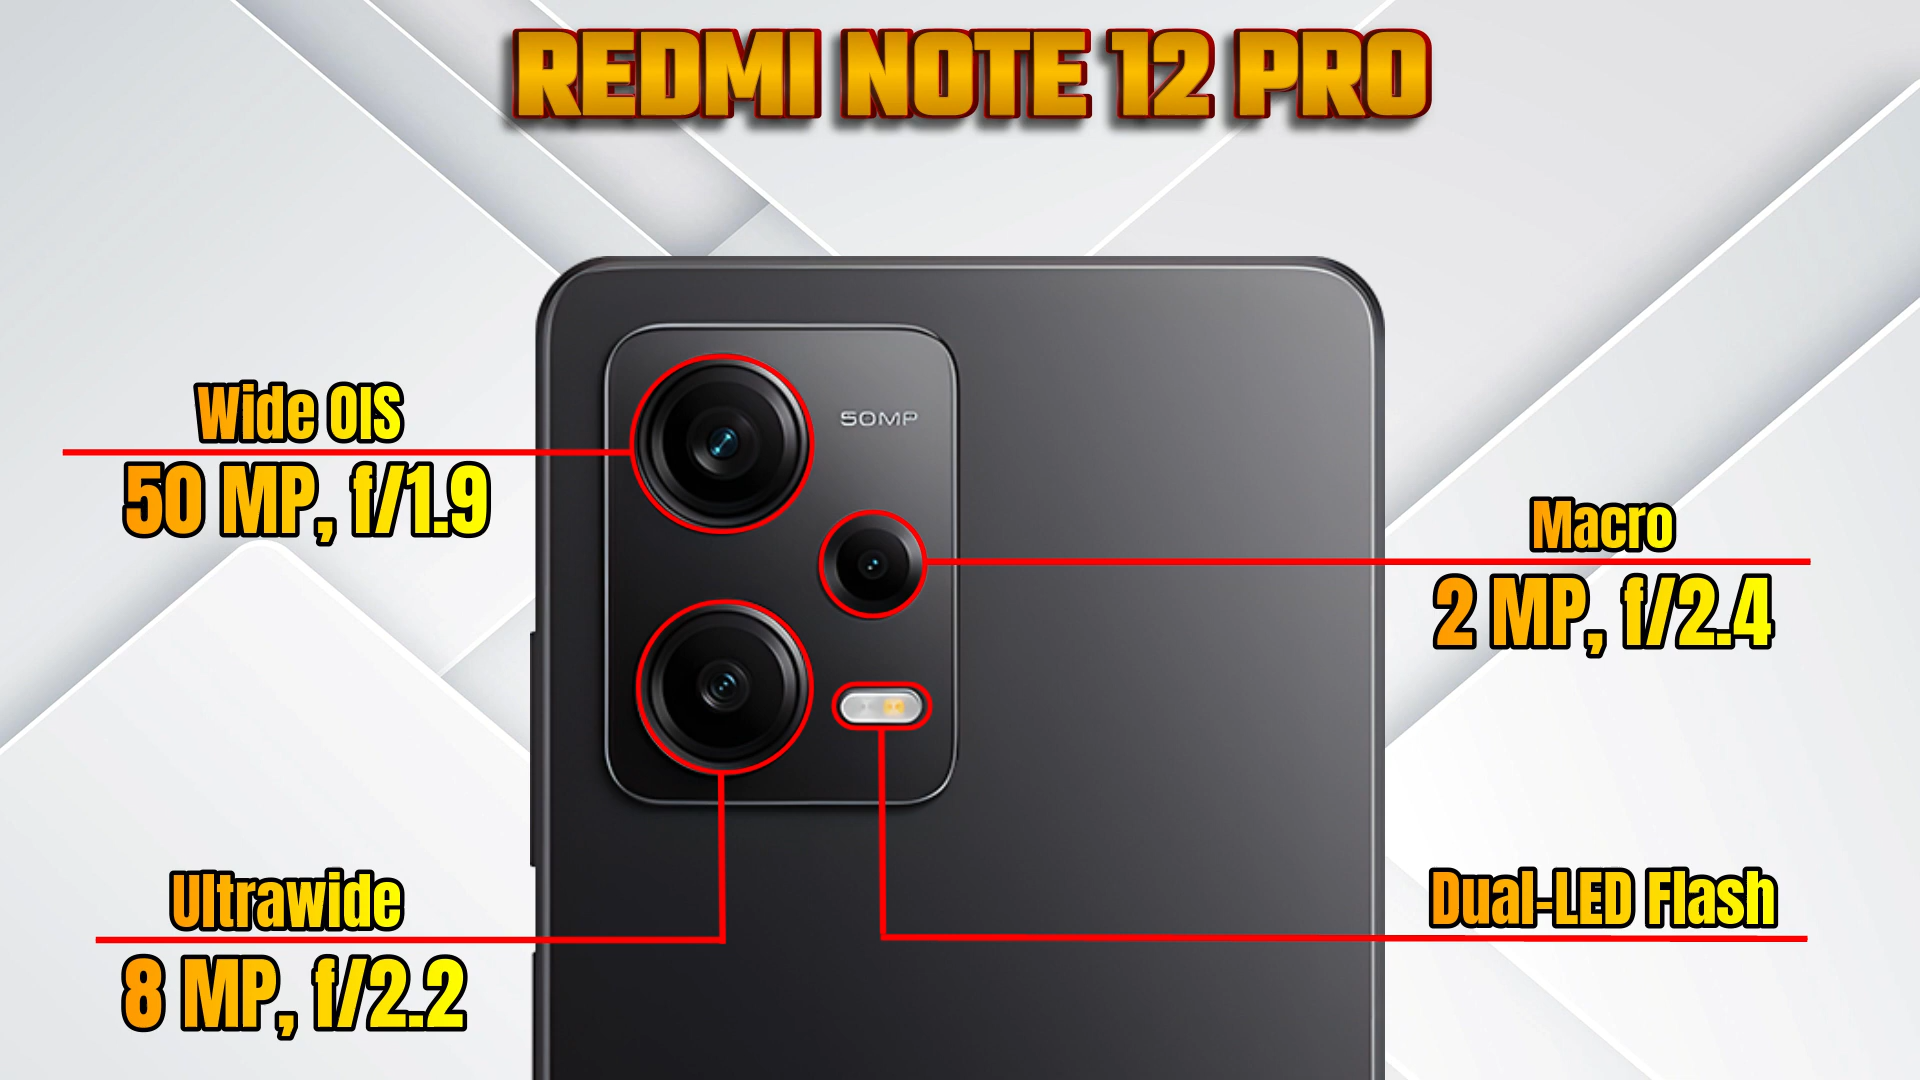 REDMI NOTE 12 PRO
Wide OIS
50 MP, f/1.9
50MP
Macro
2 MP, f/2.4
Ultrawide
8 MP, f/2.2
Dual-LED Flash